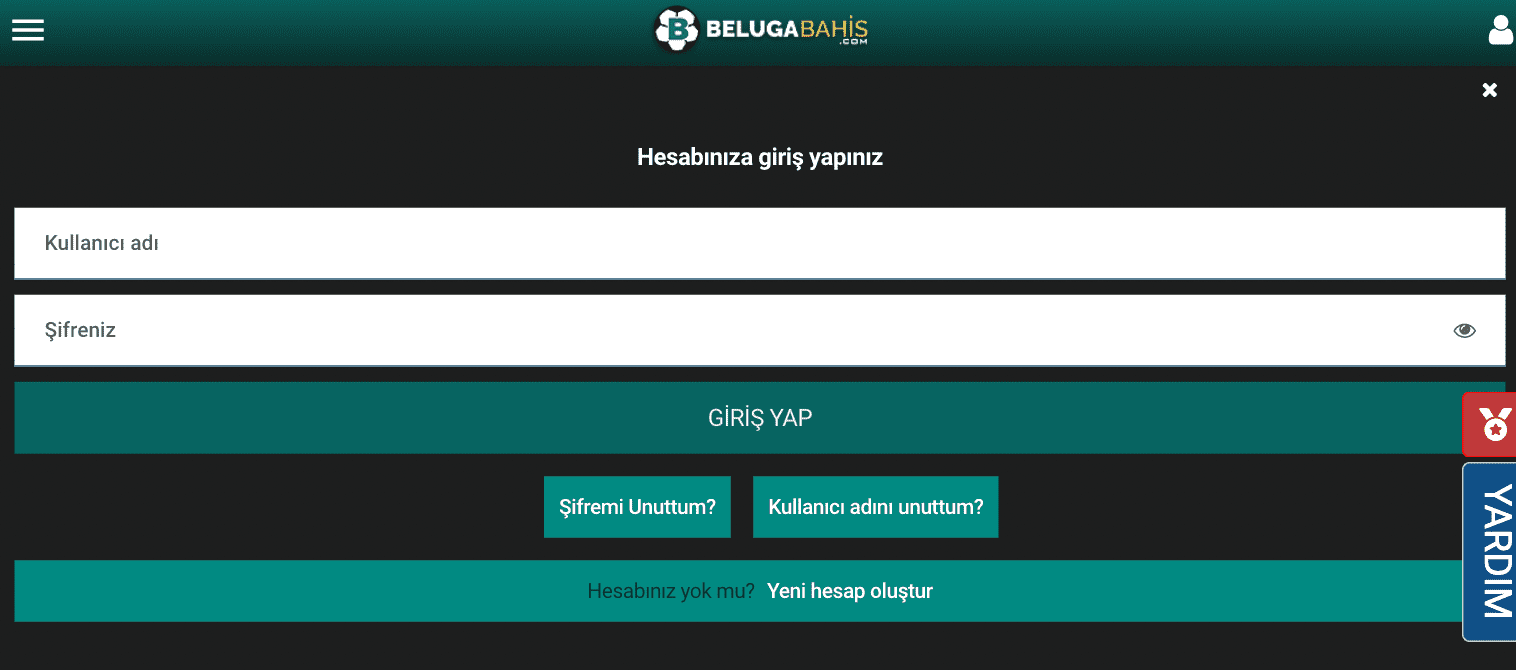 BELUGABAHİS
.COM
Hesabınıza giriş yapınız
Kullanıcı adı
Şifreniz
GİRİŞ YAP
Şifremi Unuttum? Kullanıcı adını unuttum?
Hesabınız yok mu? Yeni hesap oluştur
YARDIM